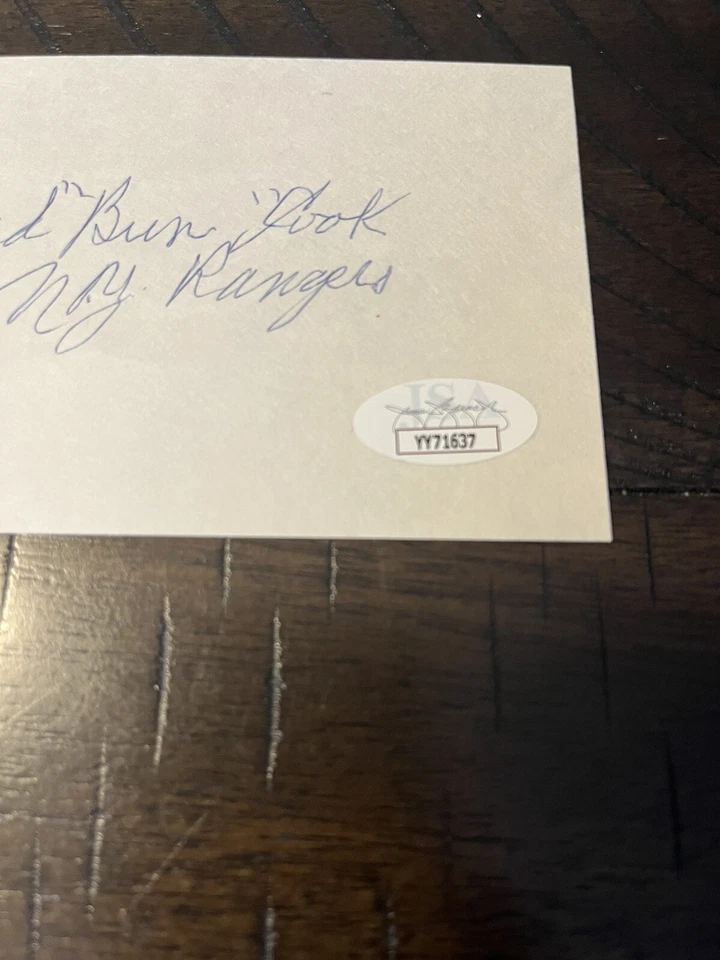 d "Bun" Cook
N.Y. Rangers
JSA
YY71637